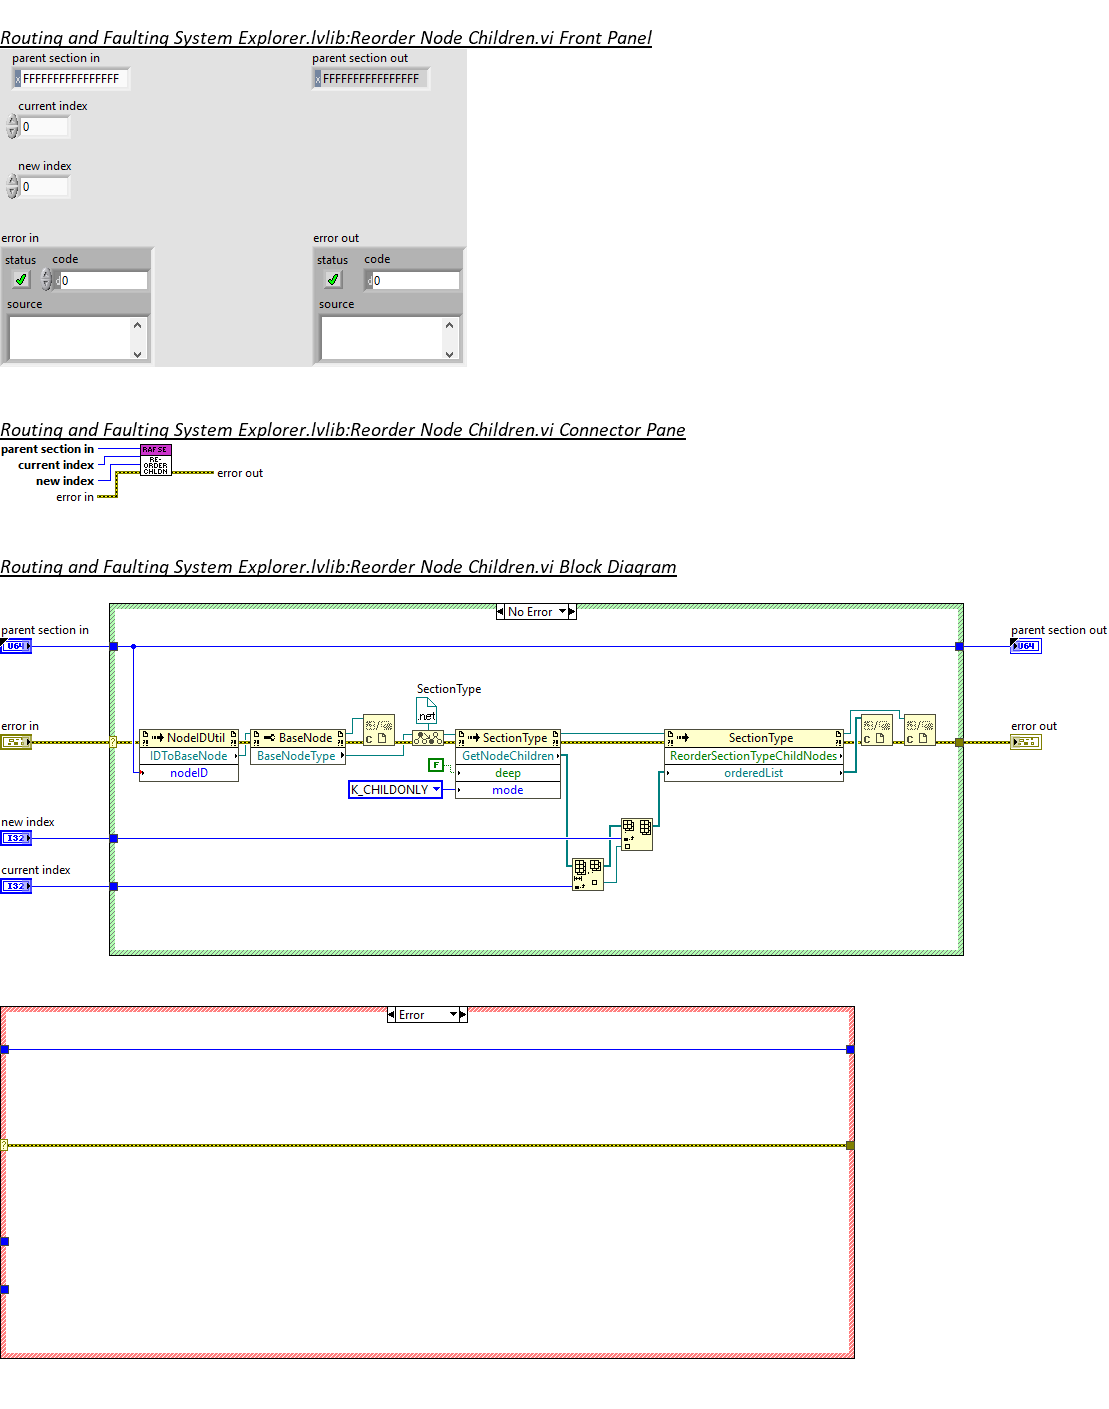 Routing and Faulting System Explorer.lvlib:Reorder Node Children.vi Front Panel
parent section in
parent section out
x FFFFFFFFFFFFFFFF
x FFFFFFFFFFFFFFFF
current index
0
new index
0
error in
error out
status code
status code
d 0
d 0
source
source
Routing and Faulting System Explorer.lvlib:Reorder Node Children.vi Connector Pane
parent section in
current index
new index
error in
RAF SE
RE-
ORDER
CHLDN
error out
Routing and Faulting System Explorer.lvlib:Reorder Node Children.vi Block Diagram
No Error
parent section in
U64
parent section out
U64
SectionType
.net
error in
error out
?
NodeIDUtil
IDToBaseNode
nodeID
BaseNode
BaseNodeType
C
SectionType
GetNodeChildren
deep
mode
F
K_CHILDONLY
SectionType
ReorderSectionTypeChildNodes
orderedList
C
C
new index
I32
current index
I32
Error
?